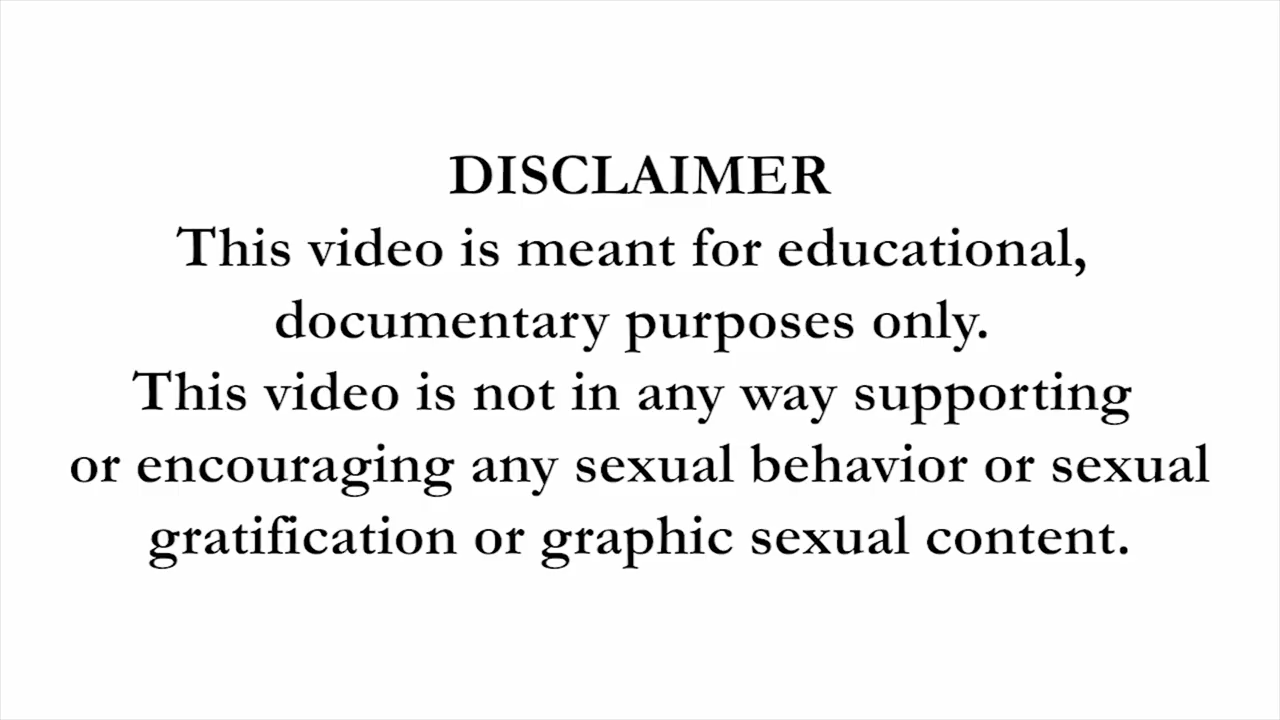 DISCLAIMER
This video is meant for educational,
documentary purposes only.
This video is not in any way supporting
or encouraging any sexual behavior or sexual
gratification or graphic sexual content.